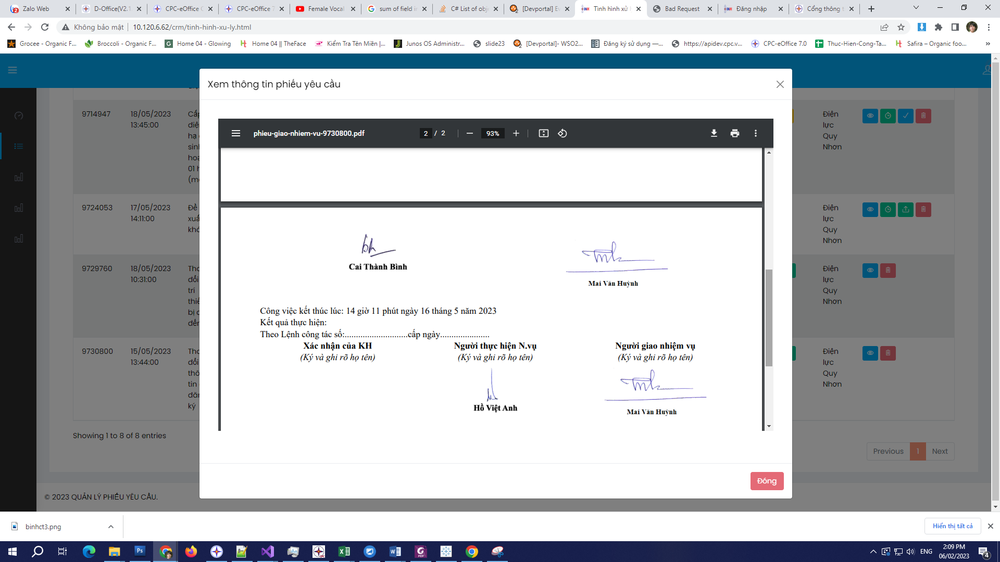 Zalo Web
D-Office(V2.1
CPC-eOffice
CPC-eOffice 7
Female Vocal
sum of field i
C# List of obj
[Devportal] E
Tình hình xử
Bad Request
Đăng nhập
Cổng thông t
Không bảo mật
10.120.6.62/crm/tinh-hinh-xu-ly.html
Grocee - Organic F...
Broccoli - Organic F...
Home 04 - Glowing
Home 04 || TheFace
Kiểm Tra Tên Miền |...
Junos OS Administr...
slide23
[Devportal]- WSO2...
Đăng ký sử dụng —...
https://apidev.cpc.v...
CPC-eOffice 7.0
Thuc-Hien-Cong-Ta...
Safira – Organic foo...
»
Xem thông tin phiếu yêu cầu
phieu-giao-nhiem-vu-9730800.pdf
2 / 2
93%
Cai Thành Bình
Mai Văn Huỳnh
Công việc kết thúc lúc: 14 giờ 11 phút ngày 16 tháng 5 năm 2023
Kết quả thực hiện:
Theo Lệnh công tác số:............................cấp ngày......................
Xác nhận của KH
(Ký và ghi rõ họ tên)
Người thực hiện N.vụ
(Ký và ghi rõ họ tên)
Người giao nhiệm vụ
(Ký và ghi rõ họ tên)
Hồ Việt Anh
Mai Văn Huỳnh
Đóng
9714947
18/05/2023
13:45:00
Cấp
điệ
hạ
sinh
hoạ
01 h
Điện
lực
Quy
Nhơn
9724053
17/05/2023
14:11:00
Đề
xuấ
khá
Điện
lực
Quy
Nhơn
9729760
18/05/2023
10:31:00
Tha
đổi
trí
thiế
bị
đến
Điện
lực
Quy
Nhơn
9730800
15/05/2023
13:44:00
Tha
đổi
thô
tin
đăn
ký
Điện
lực
Quy
Nhơn
Showing 1 to 8 of 8 entries
Previous
1
Next
© 2023 QUẢN LÝ PHIẾU YÊU CẦU.
binhct3.png
Hiển thị tất cả
ENG
2:09 PM
06/02/2023
4